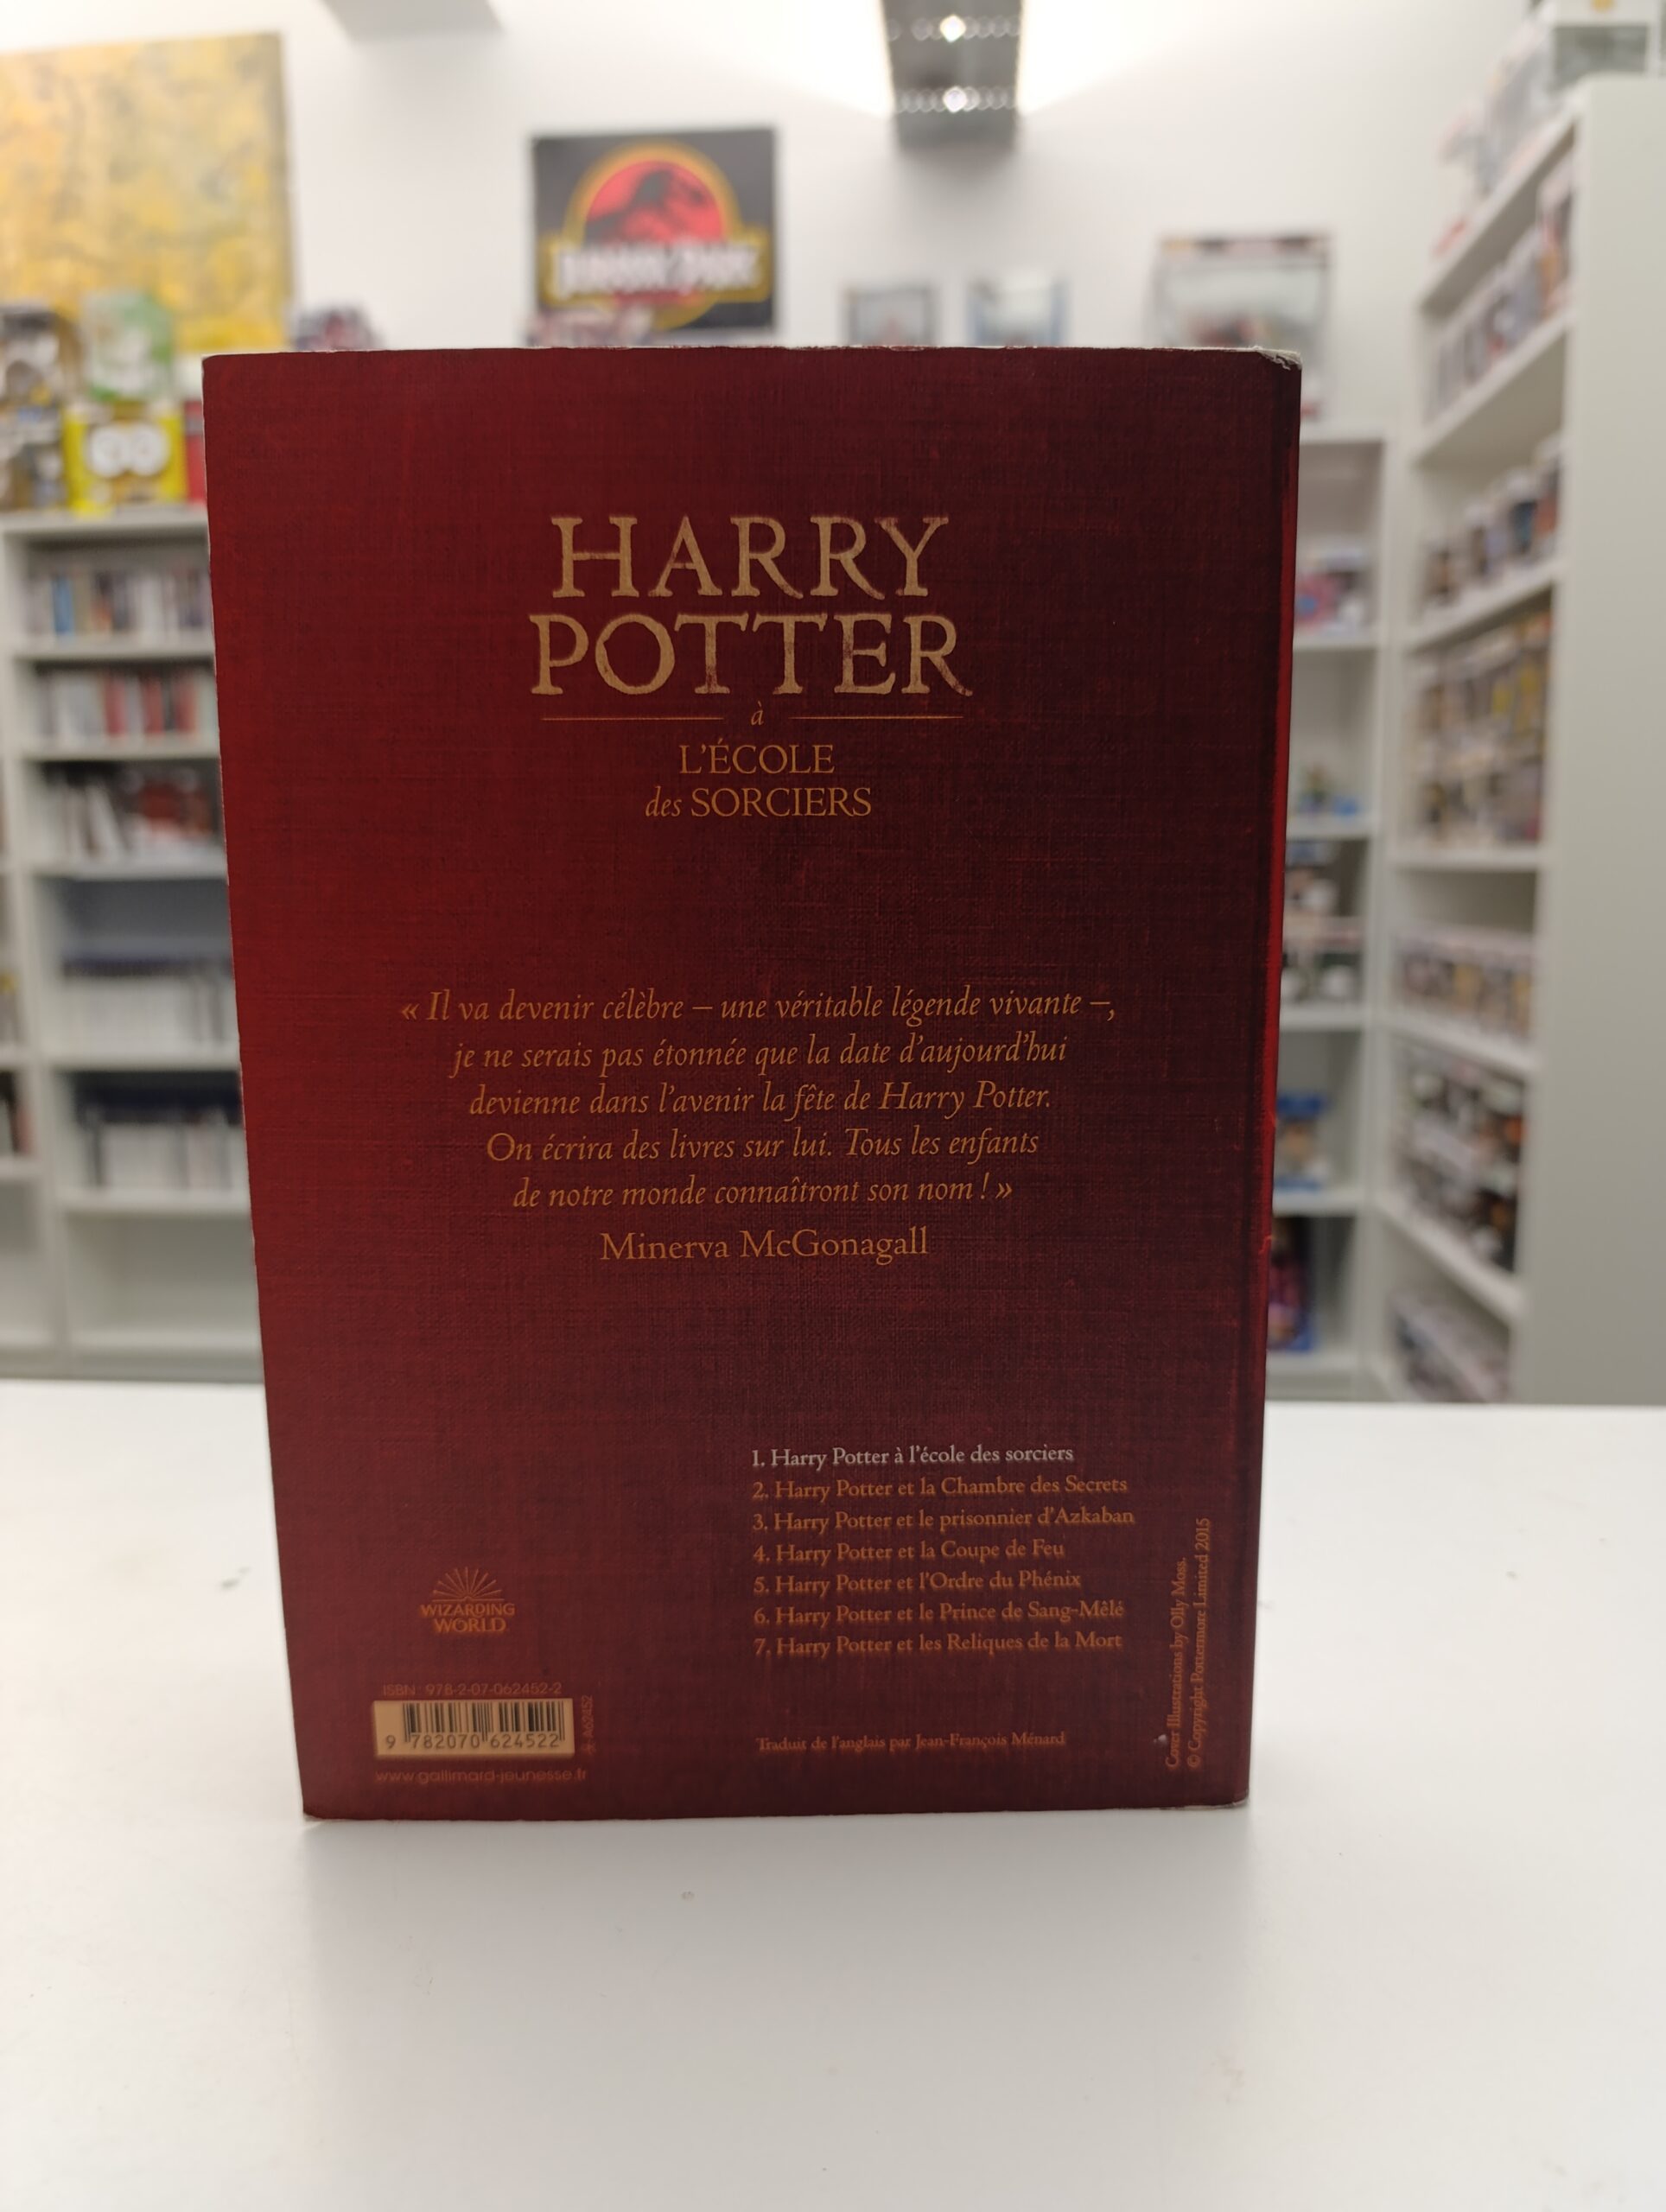 JURASSIC PARK
HARRY
POTTER
à
L'ÉCOLE
des SORCIERS
« Il va devenir célèbre – une véritable légende vivante –,
je ne serais pas étonnée que la date d'aujourd'hui
devienne dans l'avenir la fête de Harry Potter.
On écrira des livres sur lui. Tous les enfants
de notre monde connaîtront son nom ! »
Minerva McGonagall
1. Harry Potter à l'école des sorciers
2. Harry Potter et la Chambre des Secrets
3. Harry Potter et le prisonnier d'Azkaban
4. Harry Potter et la Coupe de Feu
5. Harry Potter et l'Ordre du Phénix
6. Harry Potter et le Prince de Sang-Mêlé
7. Harry Potter et les Reliques de la Mort
WIZARDING
WORLD
ISBN : 978-2-07-062452-2
9 782070 624522
A62452
www.gallimard-jeunesse.fr
Traduit de l'anglais par Jean-François Ménard
Cover Illustrations by Olly Moss.
© Copyright Pottermore Limited 2015